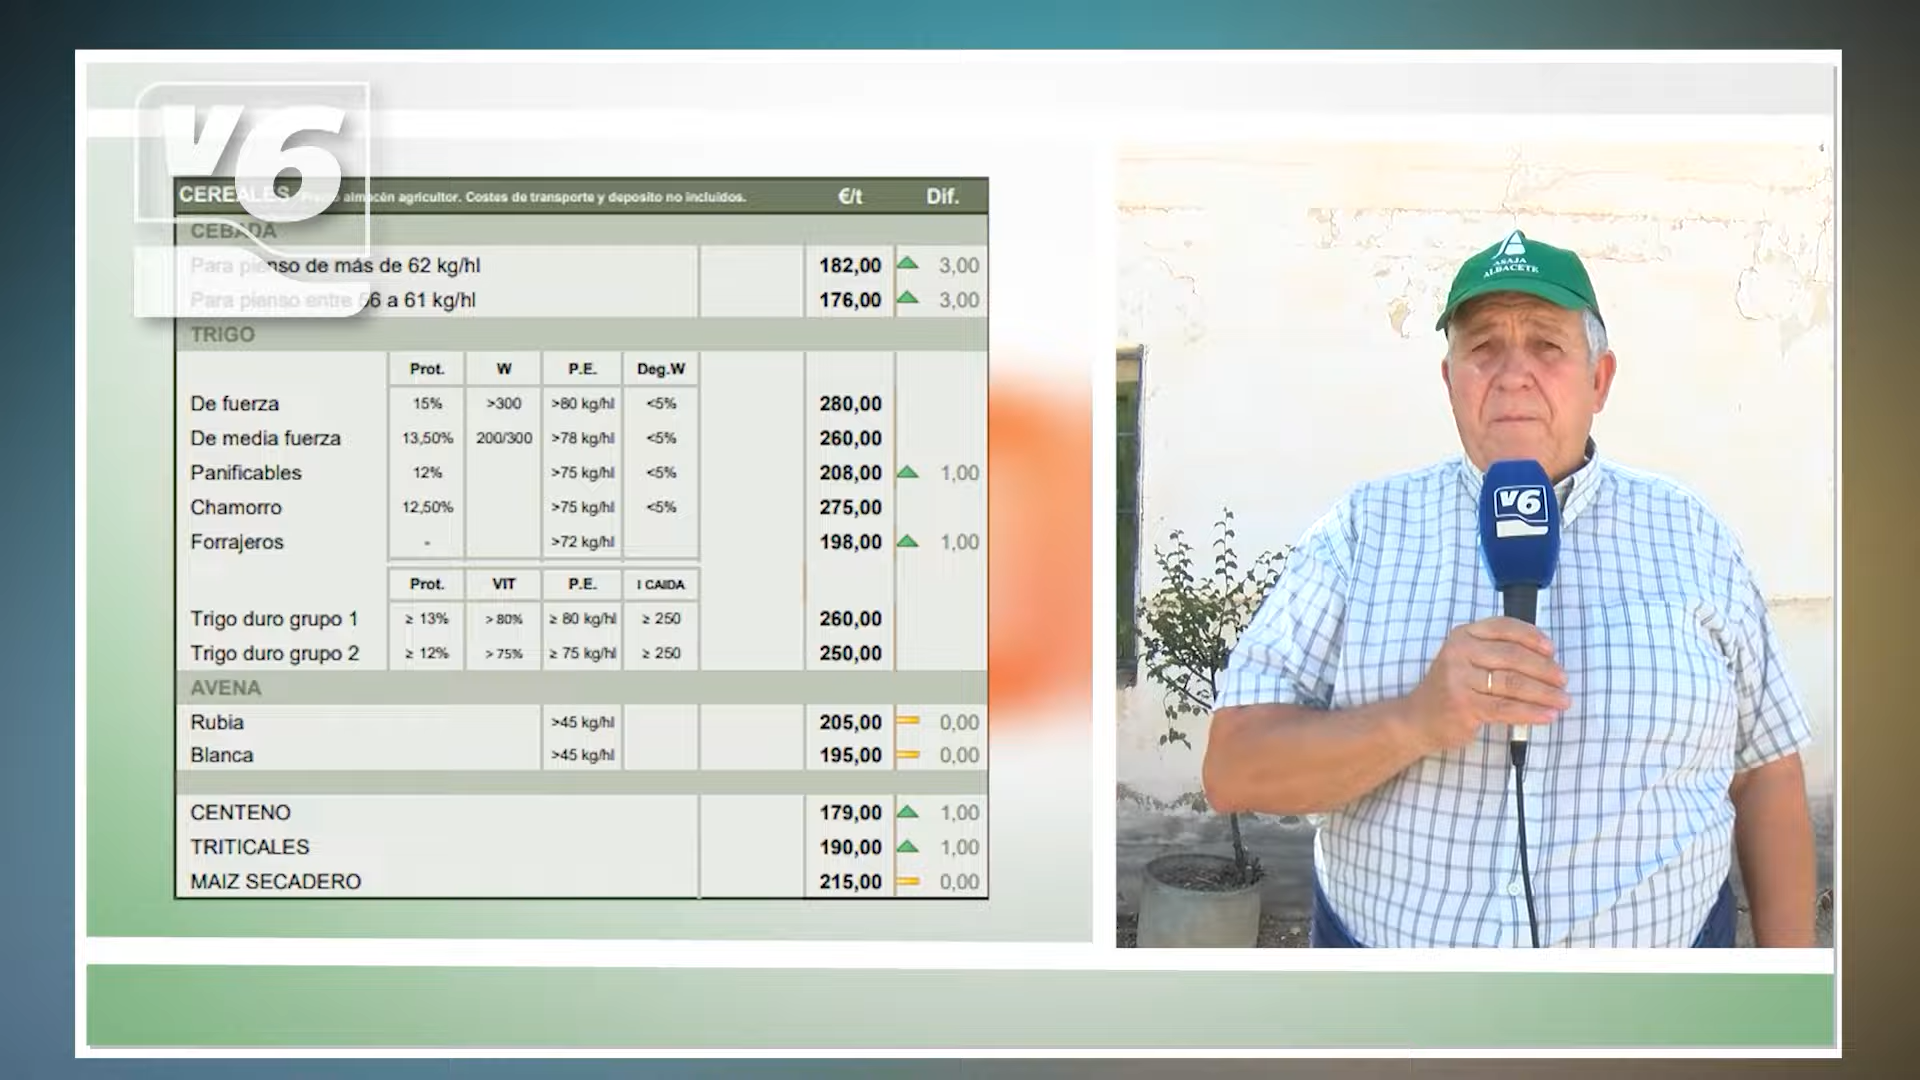 V6
CEREALES Precio almacén agricultor. Costes de transporte y deposito no incluidos. €/t Dif.
CEBADA
Para pienso de más de 62 kg/hl 182,00 3,00
Para pienso entre 56 a 61 kg/hl 176,00 3,00
TRIGO
Prot. W P.E. Deg.W
De fuerza 15% >300 >80 kg/hl <5% 280,00
De media fuerza 13,50% 200/300 >78 kg/hl <5% 260,00
Panificables 12% >75 kg/hl <5% 208,00 1,00
Chamorro 12,50% >75 kg/hl <5% 275,00
Forrajeros - >72 kg/hl 198,00 1,00
Prot. VIT P.E. I CAIDA
Trigo duro grupo 1 ≥ 13% > 80% ≥ 80 kg/hl ≥ 250 260,00
Trigo duro grupo 2 ≥ 12% > 75% ≥ 75 kg/hl ≥ 250 250,00
AVENA
Rubia >45 kg/hl 205,00 0,00
Blanca >45 kg/hl 195,00 0,00
CENTENO 179,00 1,00
TRITICALES 190,00 1,00
MAIZ SECADERO 215,00 0,00
ASAJA
ALBACETE
V6